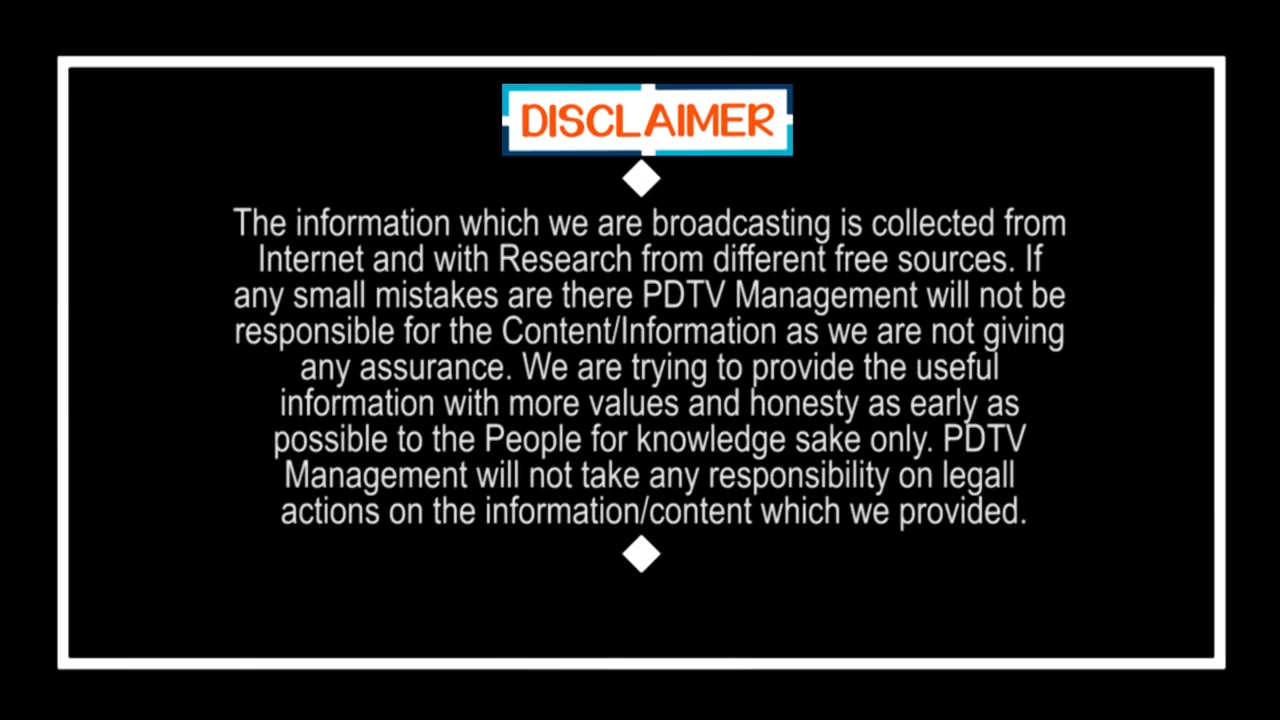 DISCLAIMER
The information which we are broadcasting is collected from
Internet and with Research from different free sources. If
any small mistakes are there PDTV Management will not be
responsible for the Content/Information as we are not giving
any assurance. We are trying to provide the useful
information with more values and honesty as early as
possible to the People for knowledge sake only. PDTV
Management will not take any responsibility on legall
actions on the information/content which we provided.